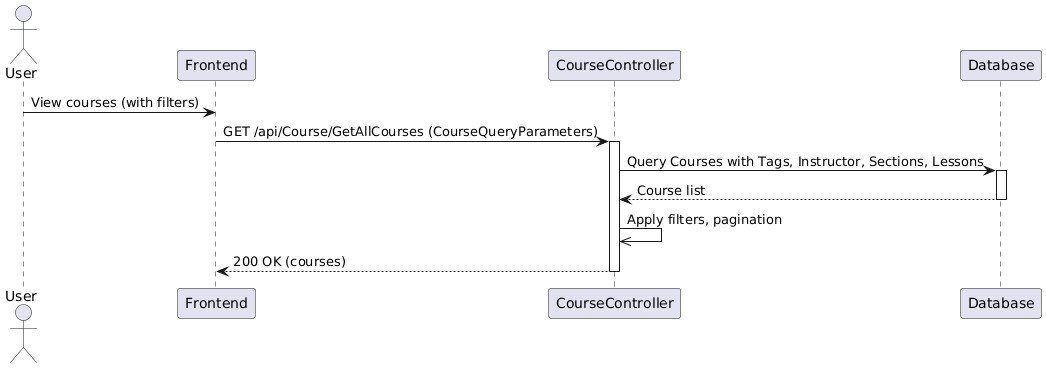 User
Frontend
CourseController
Database
View courses (with filters)
GET /api/Course/GetAllCourses (CourseQueryParameters)
Query Courses with Tags, Instructor, Sections, Lessons
Course list
Apply filters, pagination
200 OK (courses)
User
Frontend
CourseController
Database